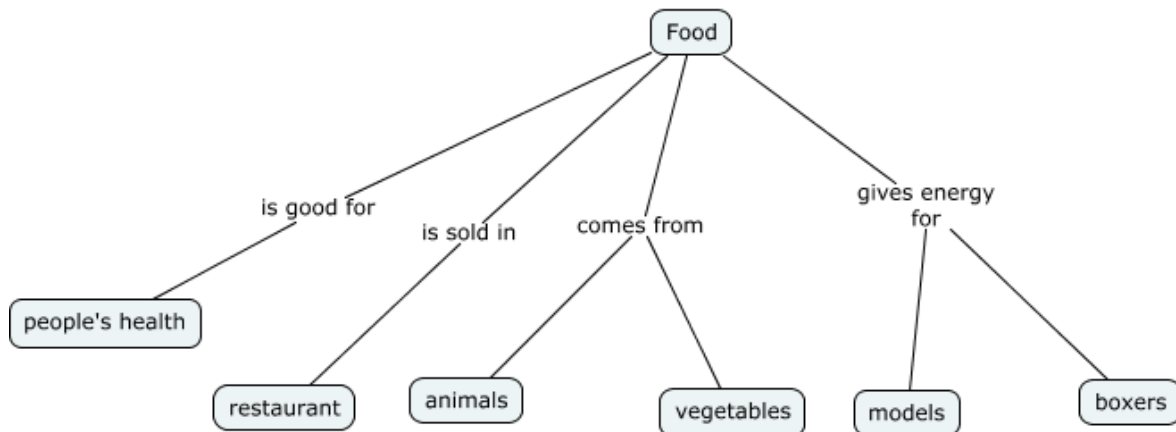 Food
is good for
is sold in
comes from
gives energy
for
people's health
restaurant
animals
vegetables
models
boxers